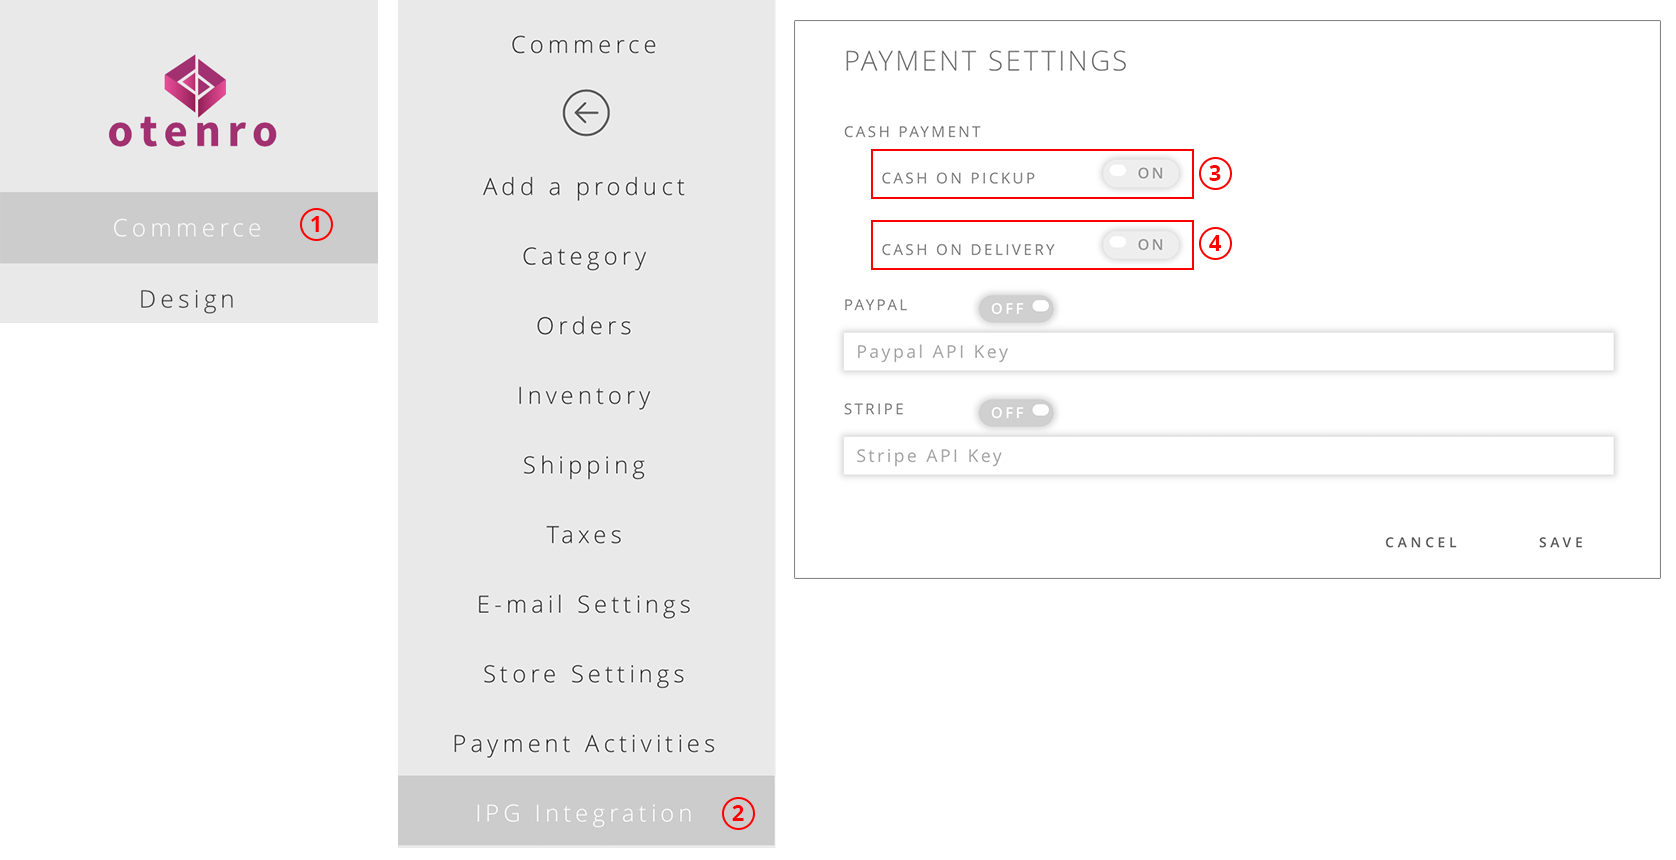 otenro
Commerce 1
Design
Commerce
Add a product
Category
Orders
Inventory
Shipping
Taxes
E-mail Settings
Store Settings
Payment Activities
IPG Integration 2
PAYMENT SETTINGS
CASH PAYMENT
CASH ON PICKUP ON 3
CASH ON DELIVERY ON 4
PAYPAL OFF
Paypal API Key
STRIPE OFF
Stripe API Key
CANCEL SAVE